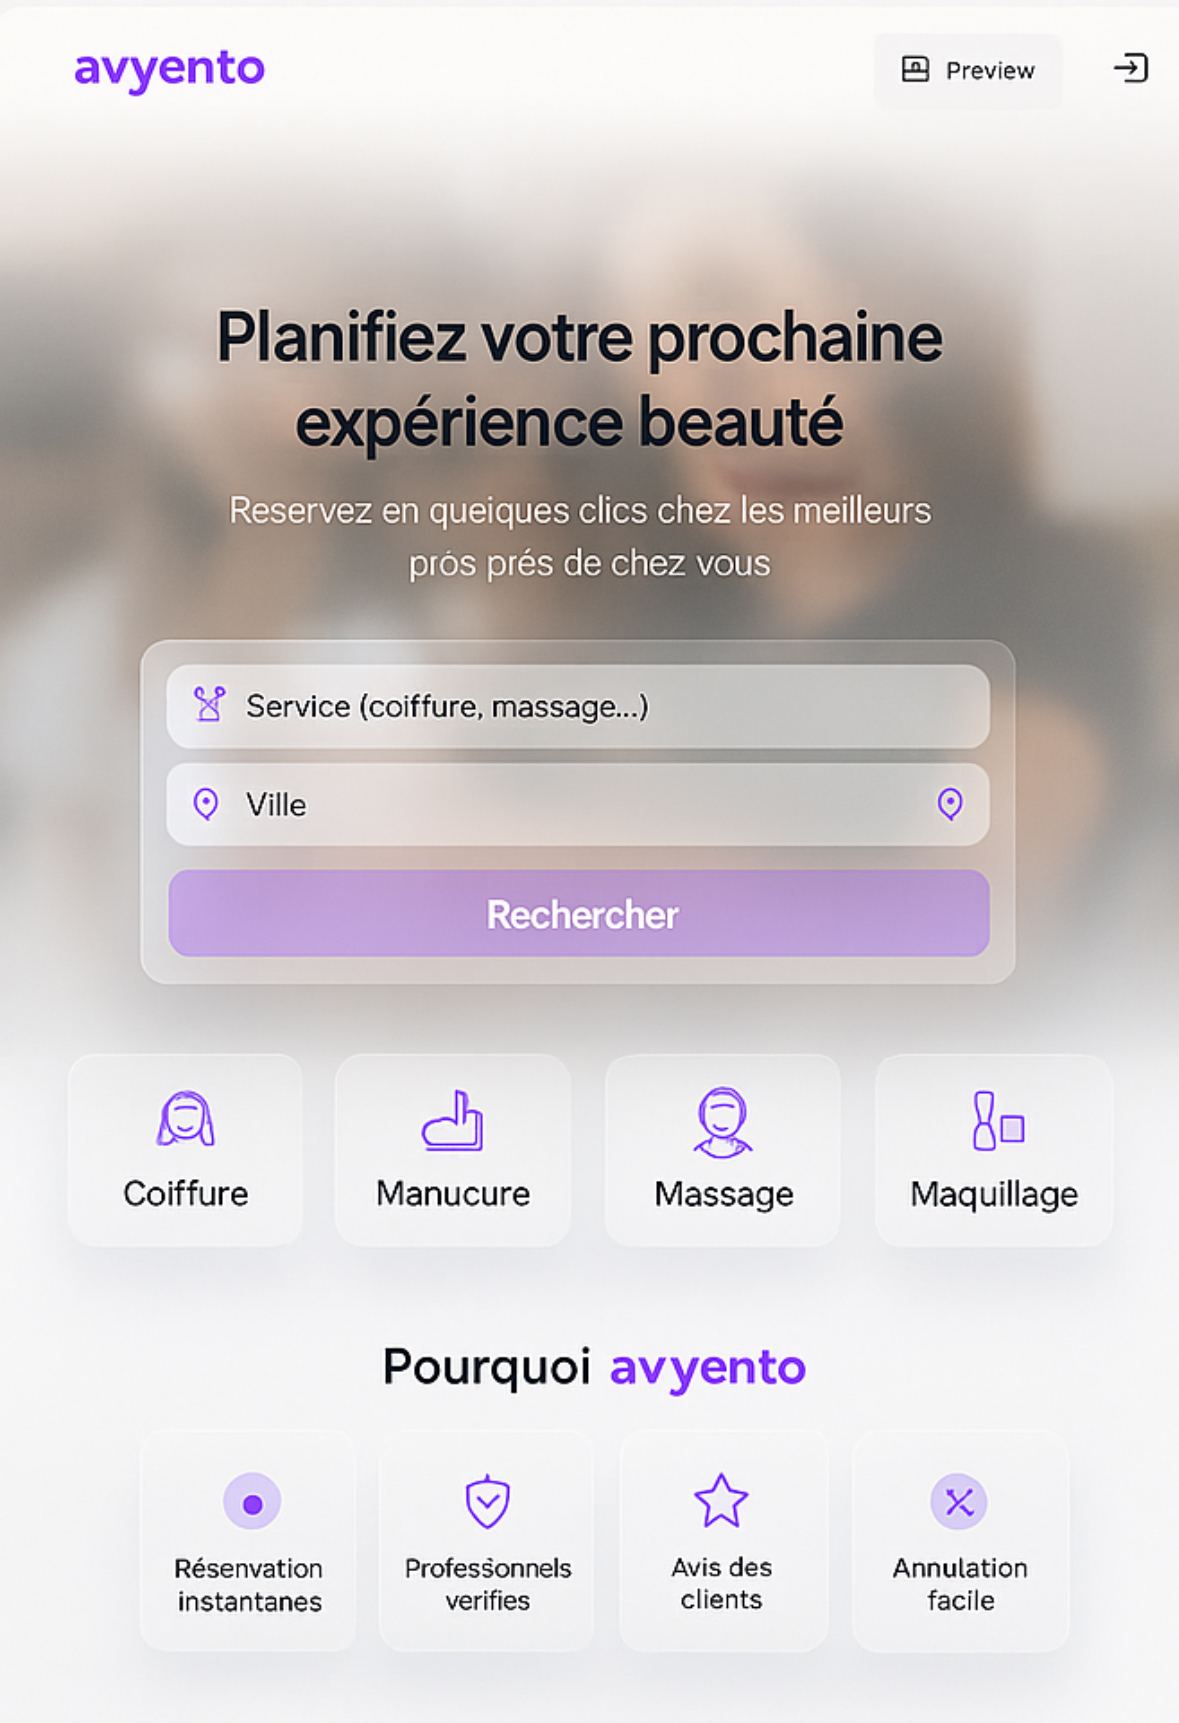 avyento
Preview
Planifiez votre prochaine
expérience beauté
Reservez en queiques clics chez les meilleurs
prós prés de chez vous
Service (coiffure, massage...)
Ville
Rechercher
Coiffure
Manucure
Massage
Maquillage
Pourquoi avyento
Résenvation
instantanes
Professionnels
verifies
Avis des
clients
Annulation
facile